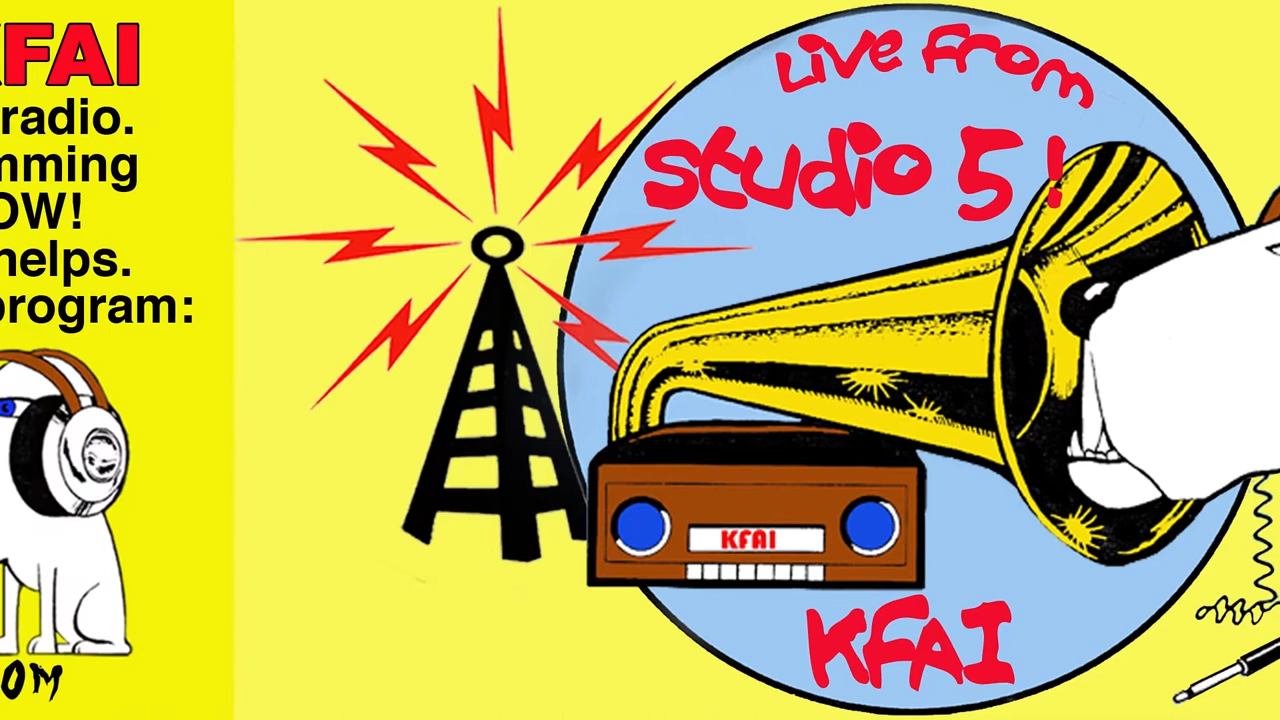 KFAI
radio.
mming
OW!
helps.
program:
OM
Live From
Studio 5!
KFAI
KFAI